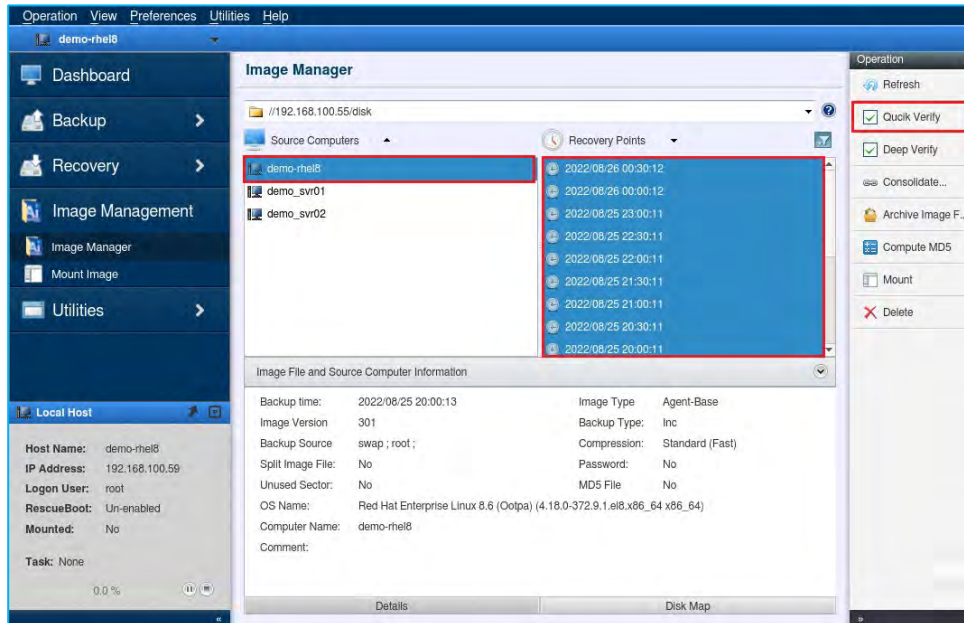 Operation View Preferences Utilities Help
demo-rhel8
Dashboard
Backup
Recovery
Image Management
Image Manager
Mount Image
Utilities
Local Host
Host Name: demo-rhel8
IP Address: 192.168.100.59
Logon User: root
RescueBoot: Un-enabled
Mounted: No
Task: None
0.0 %
«
Image Manager
//192.168.100.55/disk
Source Computers
Recovery Points
demo-rhel8
demo_svr01
demo_svr02
2022/08/26 00:30:12
2022/08/26 00:00:12
2022/08/25 23:00:11
2022/08/25 22:30:11
2022/08/25 22:00:11
2022/08/25 21:30:11
2022/08/25 21:00:11
2022/08/25 20:30:11
2022/08/25 20:00:11
Image File and Source Computer Information
Backup time: 2022/08/25 20:00:13 Image Type Agent-Base
Image Version 301 Backup Type: Inc
Backup Source swap ; root ; Compression: Standard (Fast)
Split Image File: No Password: No
Unused Sector: No MD5 File No
OS Name: Red Hat Enterprise Linux 8.6 (Ootpa) (4.18.0-372.9.1.el8.x86_64 x86_64)
Computer Name: demo-rhel8
Comment:
Details Disk Map
Operation
Refresh
Qucik Verify
Deep Verify
Consolidate...
Archive Image F..
Compute MD5
Mount
Delete
»